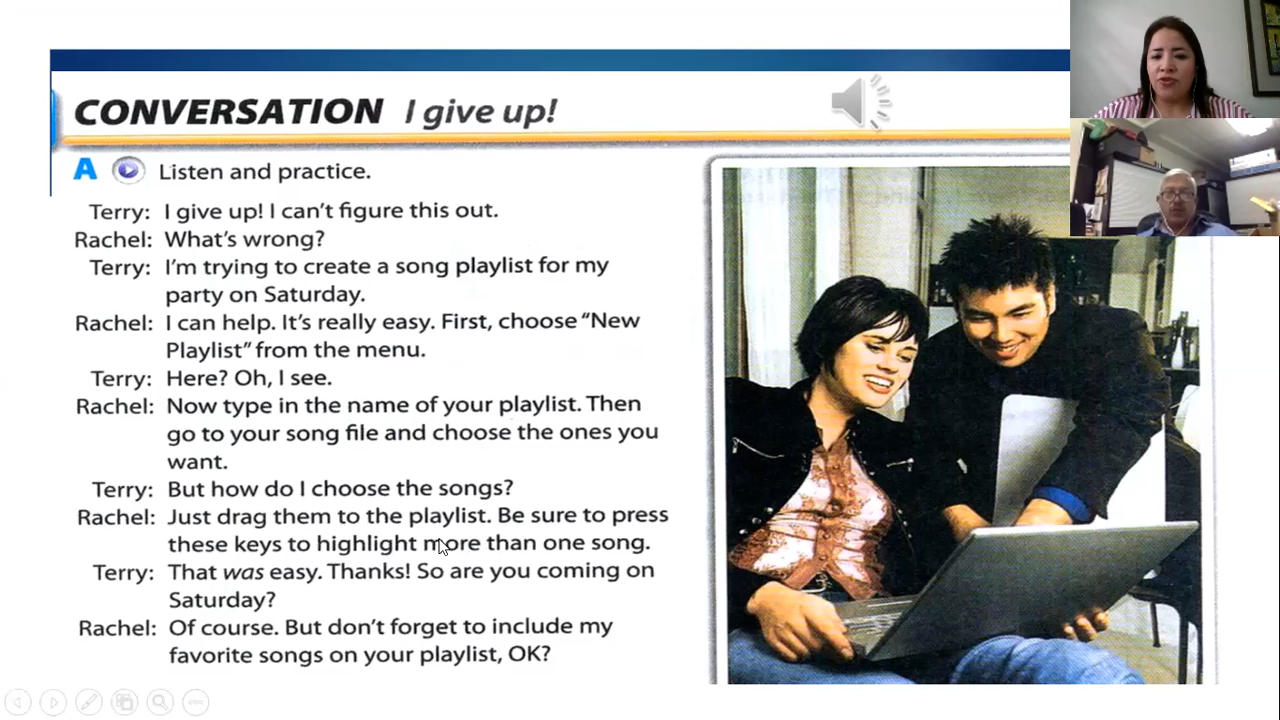 CONVERSATION I give up!
A Listen and practice.
Terry: I give up! I can't figure this out.
Rachel: What's wrong?
Terry: I'm trying to create a song playlist for my
party on Saturday.
Rachel: I can help. It's really easy. First, choose “New
Playlist” from the menu.
Terry: Here? Oh, I see.
Rachel: Now type in the name of your playlist. Then
go to your song file and choose the ones you
want.
Terry: But how do I choose the songs?
Rachel: Just drag them to the playlist. Be sure to press
these keys to highlight more than one song.
Terry: That was easy. Thanks! So are you coming on
Saturday?
Rachel: Of course. But don't forget to include my
favorite songs on your playlist, OK?